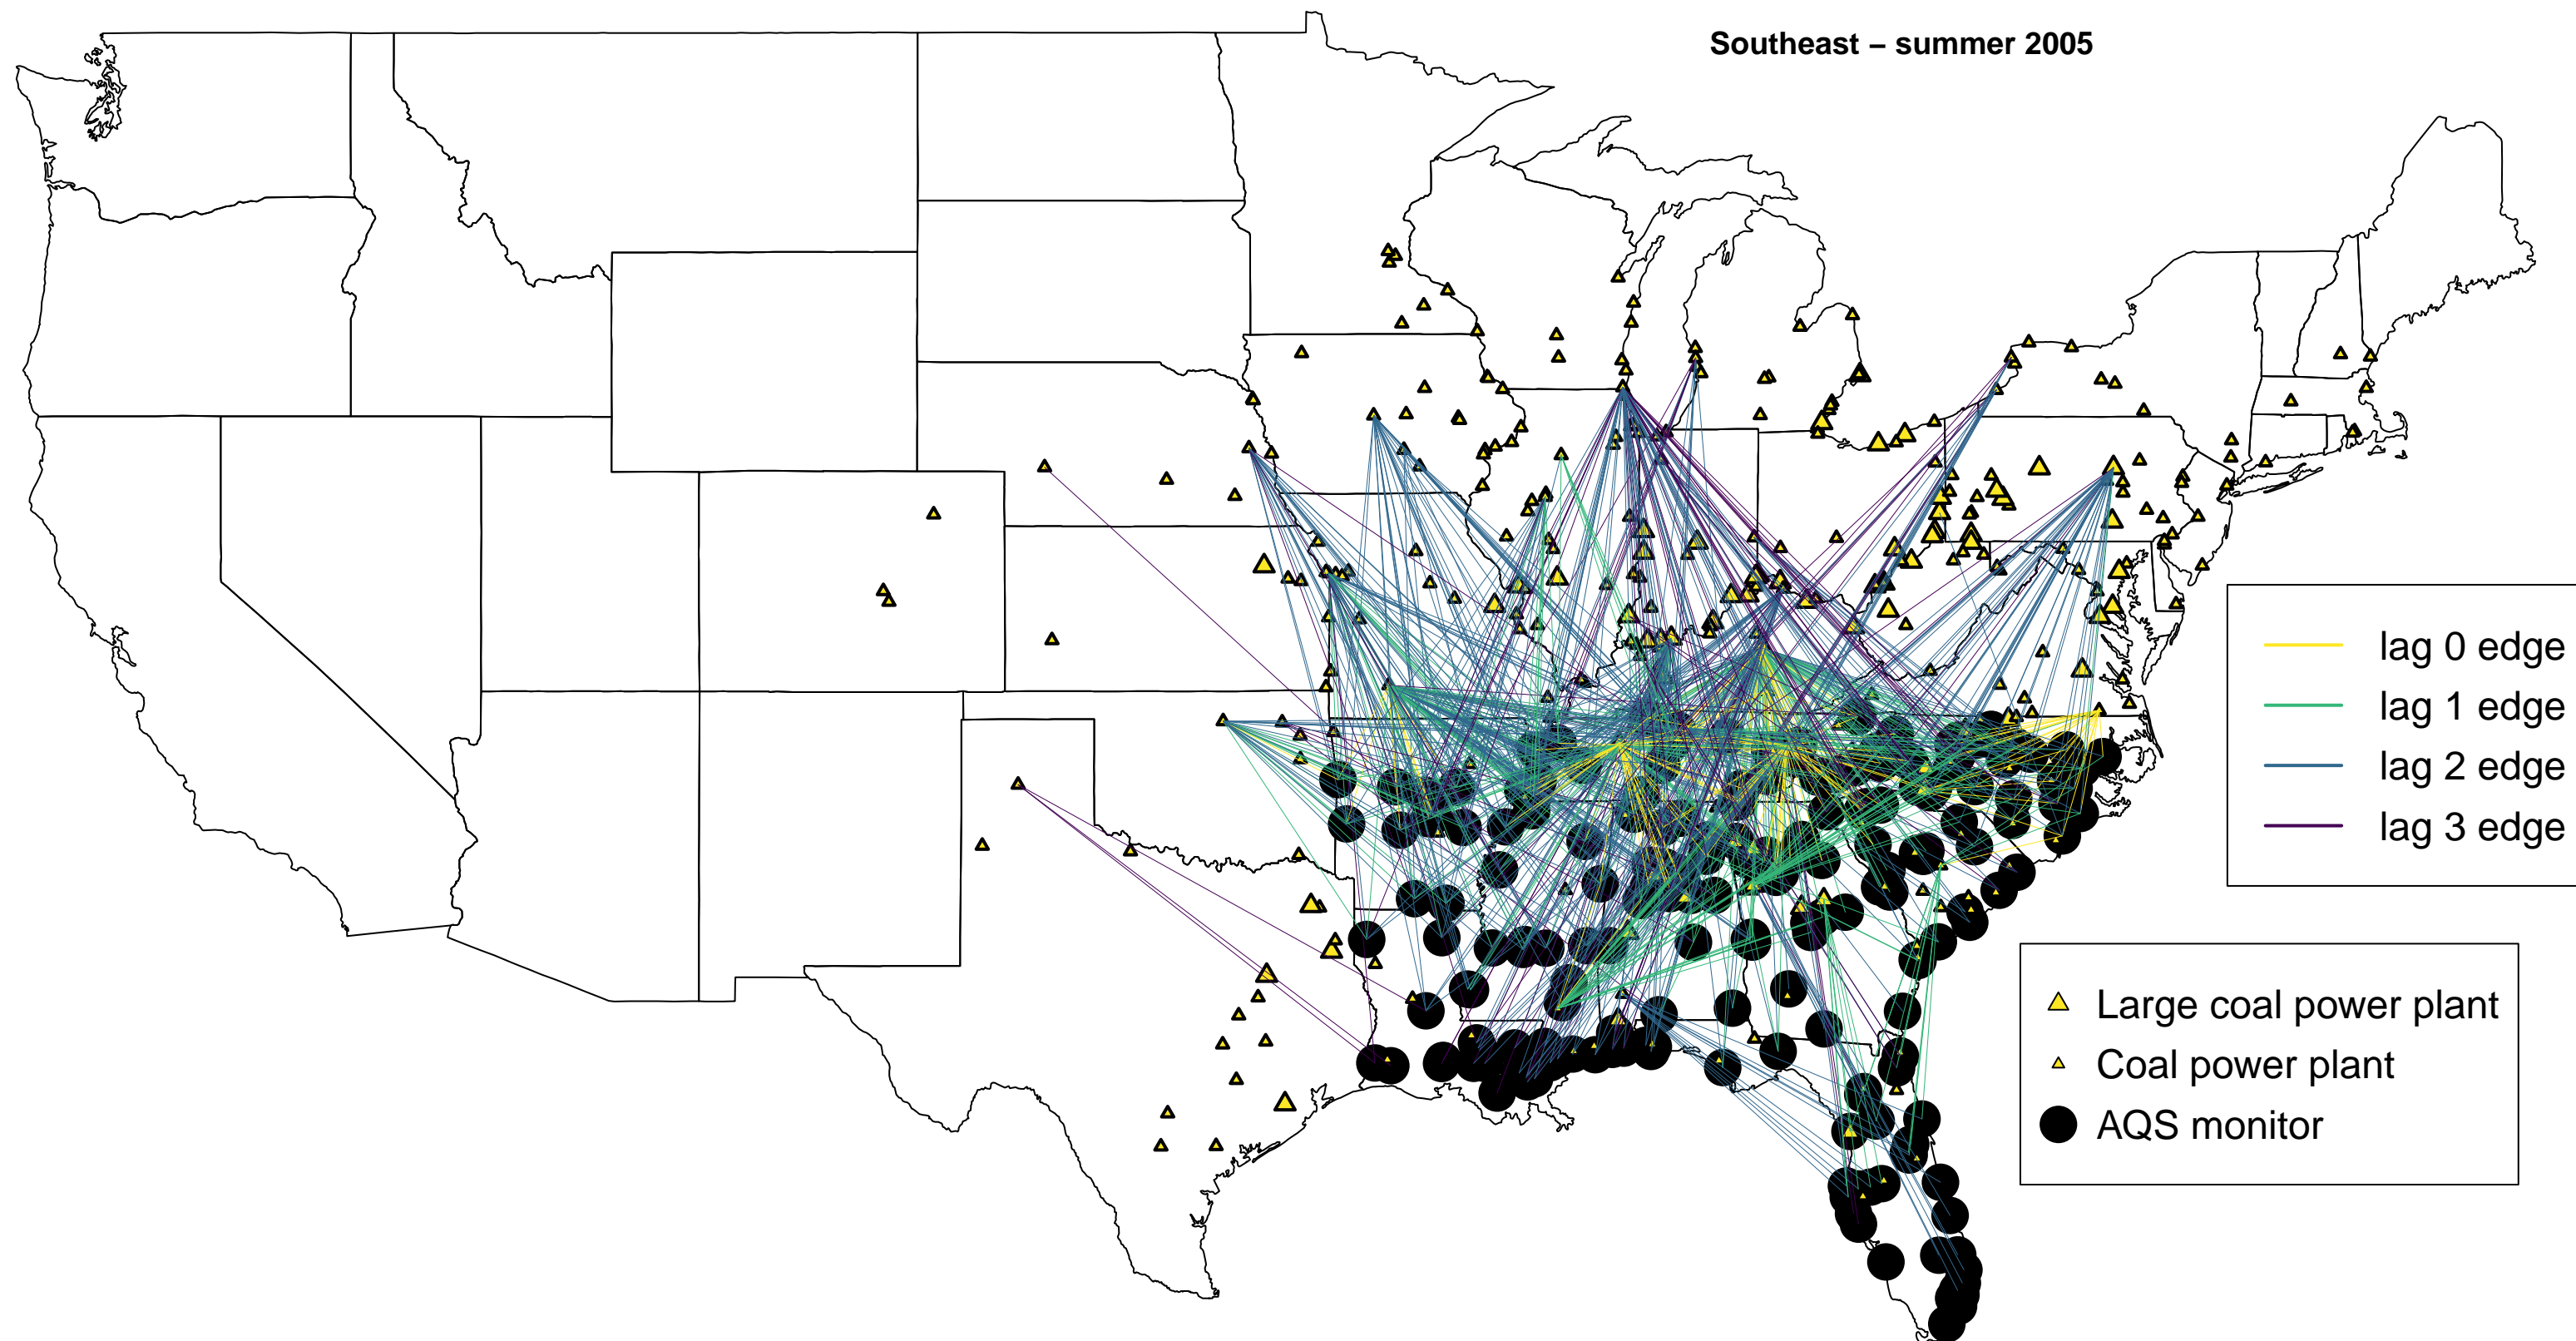 Southeast – summer 2005
lag 0 edge
lag 1 edge
lag 2 edge
lag 3 edge
Large coal power plant
Coal power plant
AQS monitor